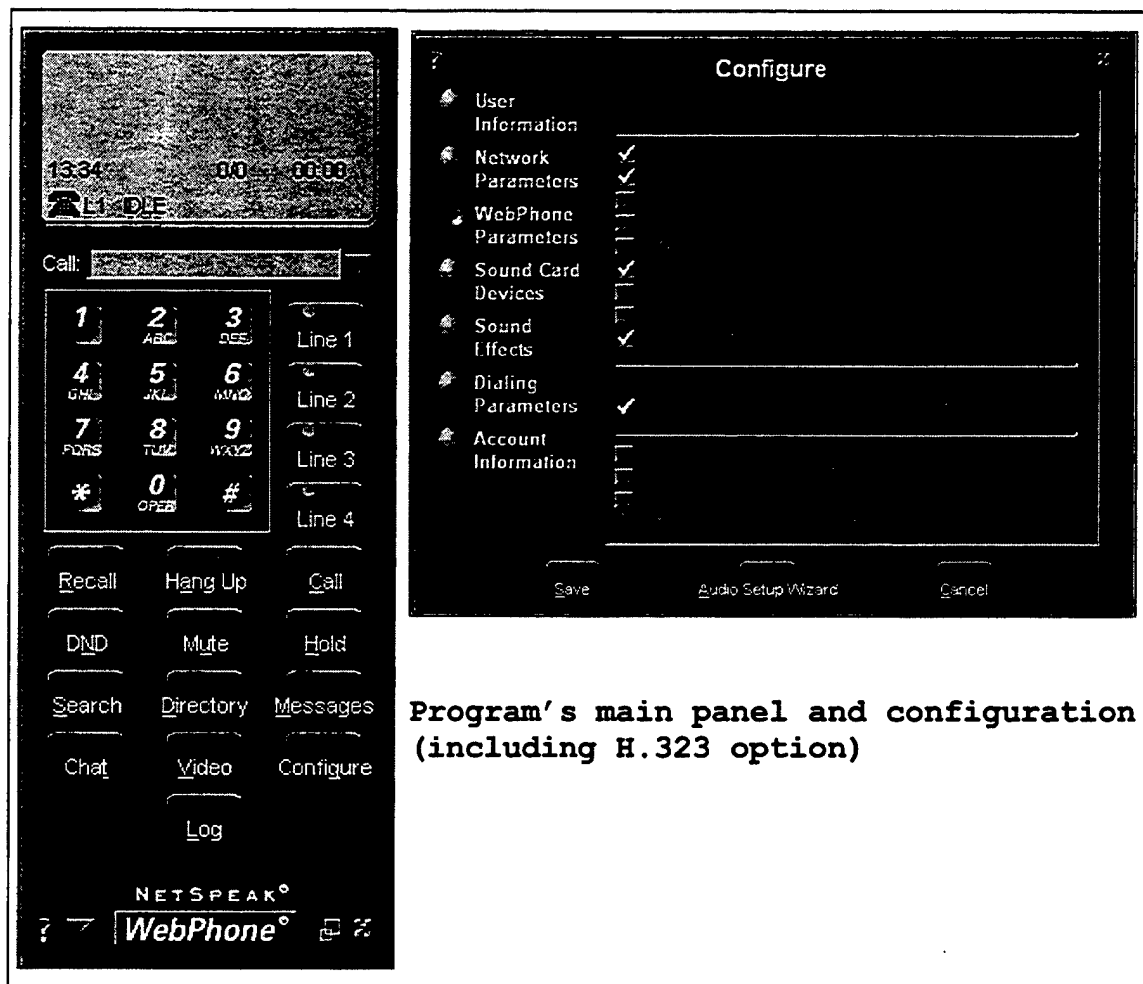 13:34 0/0 00:00
L1 IDLE
Call:
1 2 3
ABC DEF
Line 1
4 5 6
GHI JKL MNO
Line 2
7 8 9
PQRS TUV WXYZ
Line 3
* 0 #
OPER
Line 4
Recall Hang Up Call
DND Mute Hold
Search Directory Messages
Chat Video Configure
Log
NETSPEAK
? WebPhone
?
Configure
User
Information
Network
Parameters
WebPhone
Parameters
Sound Card
Devices
Sound
Effects
Dialing
Parameters
Account
Information
Save Audio Setup Wizard Cancel
Program's main panel and configuration
(including H.323 option)